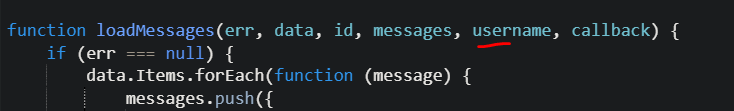 function loadMessages(err, data, id, messages, username, callback) {
if (err === null) {
data.Items.forEach(function (message) {
messages.push({